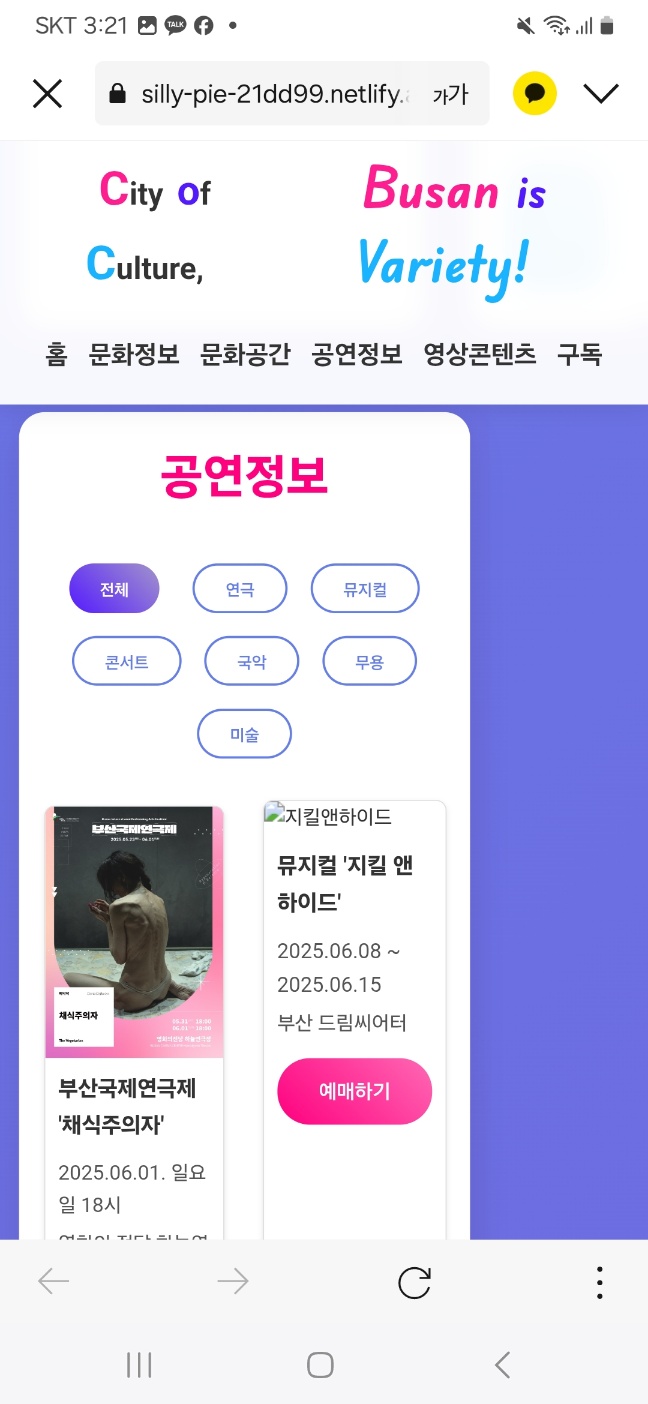 SKT 3:21
TALK
silly-pie-21dd99.netlify.
가가
City of
Culture,
Busan is
Variety!
홈 문화정보 문화공간 공연정보 영상콘텐츠 구독
공연정보
전체 연극 뮤지컬
콘서트 국악 무용
미술
부산국제연극제
채식주의자
The Vegetarian
부산국제연극제
'채식주의자'
2025.06.01. 일요
일 18시
지킬앤하이드
뮤지컬 '지킬 앤
하이드'
2025.06.08 ~
2025.06.15
부산 드림씨어터
예매하기